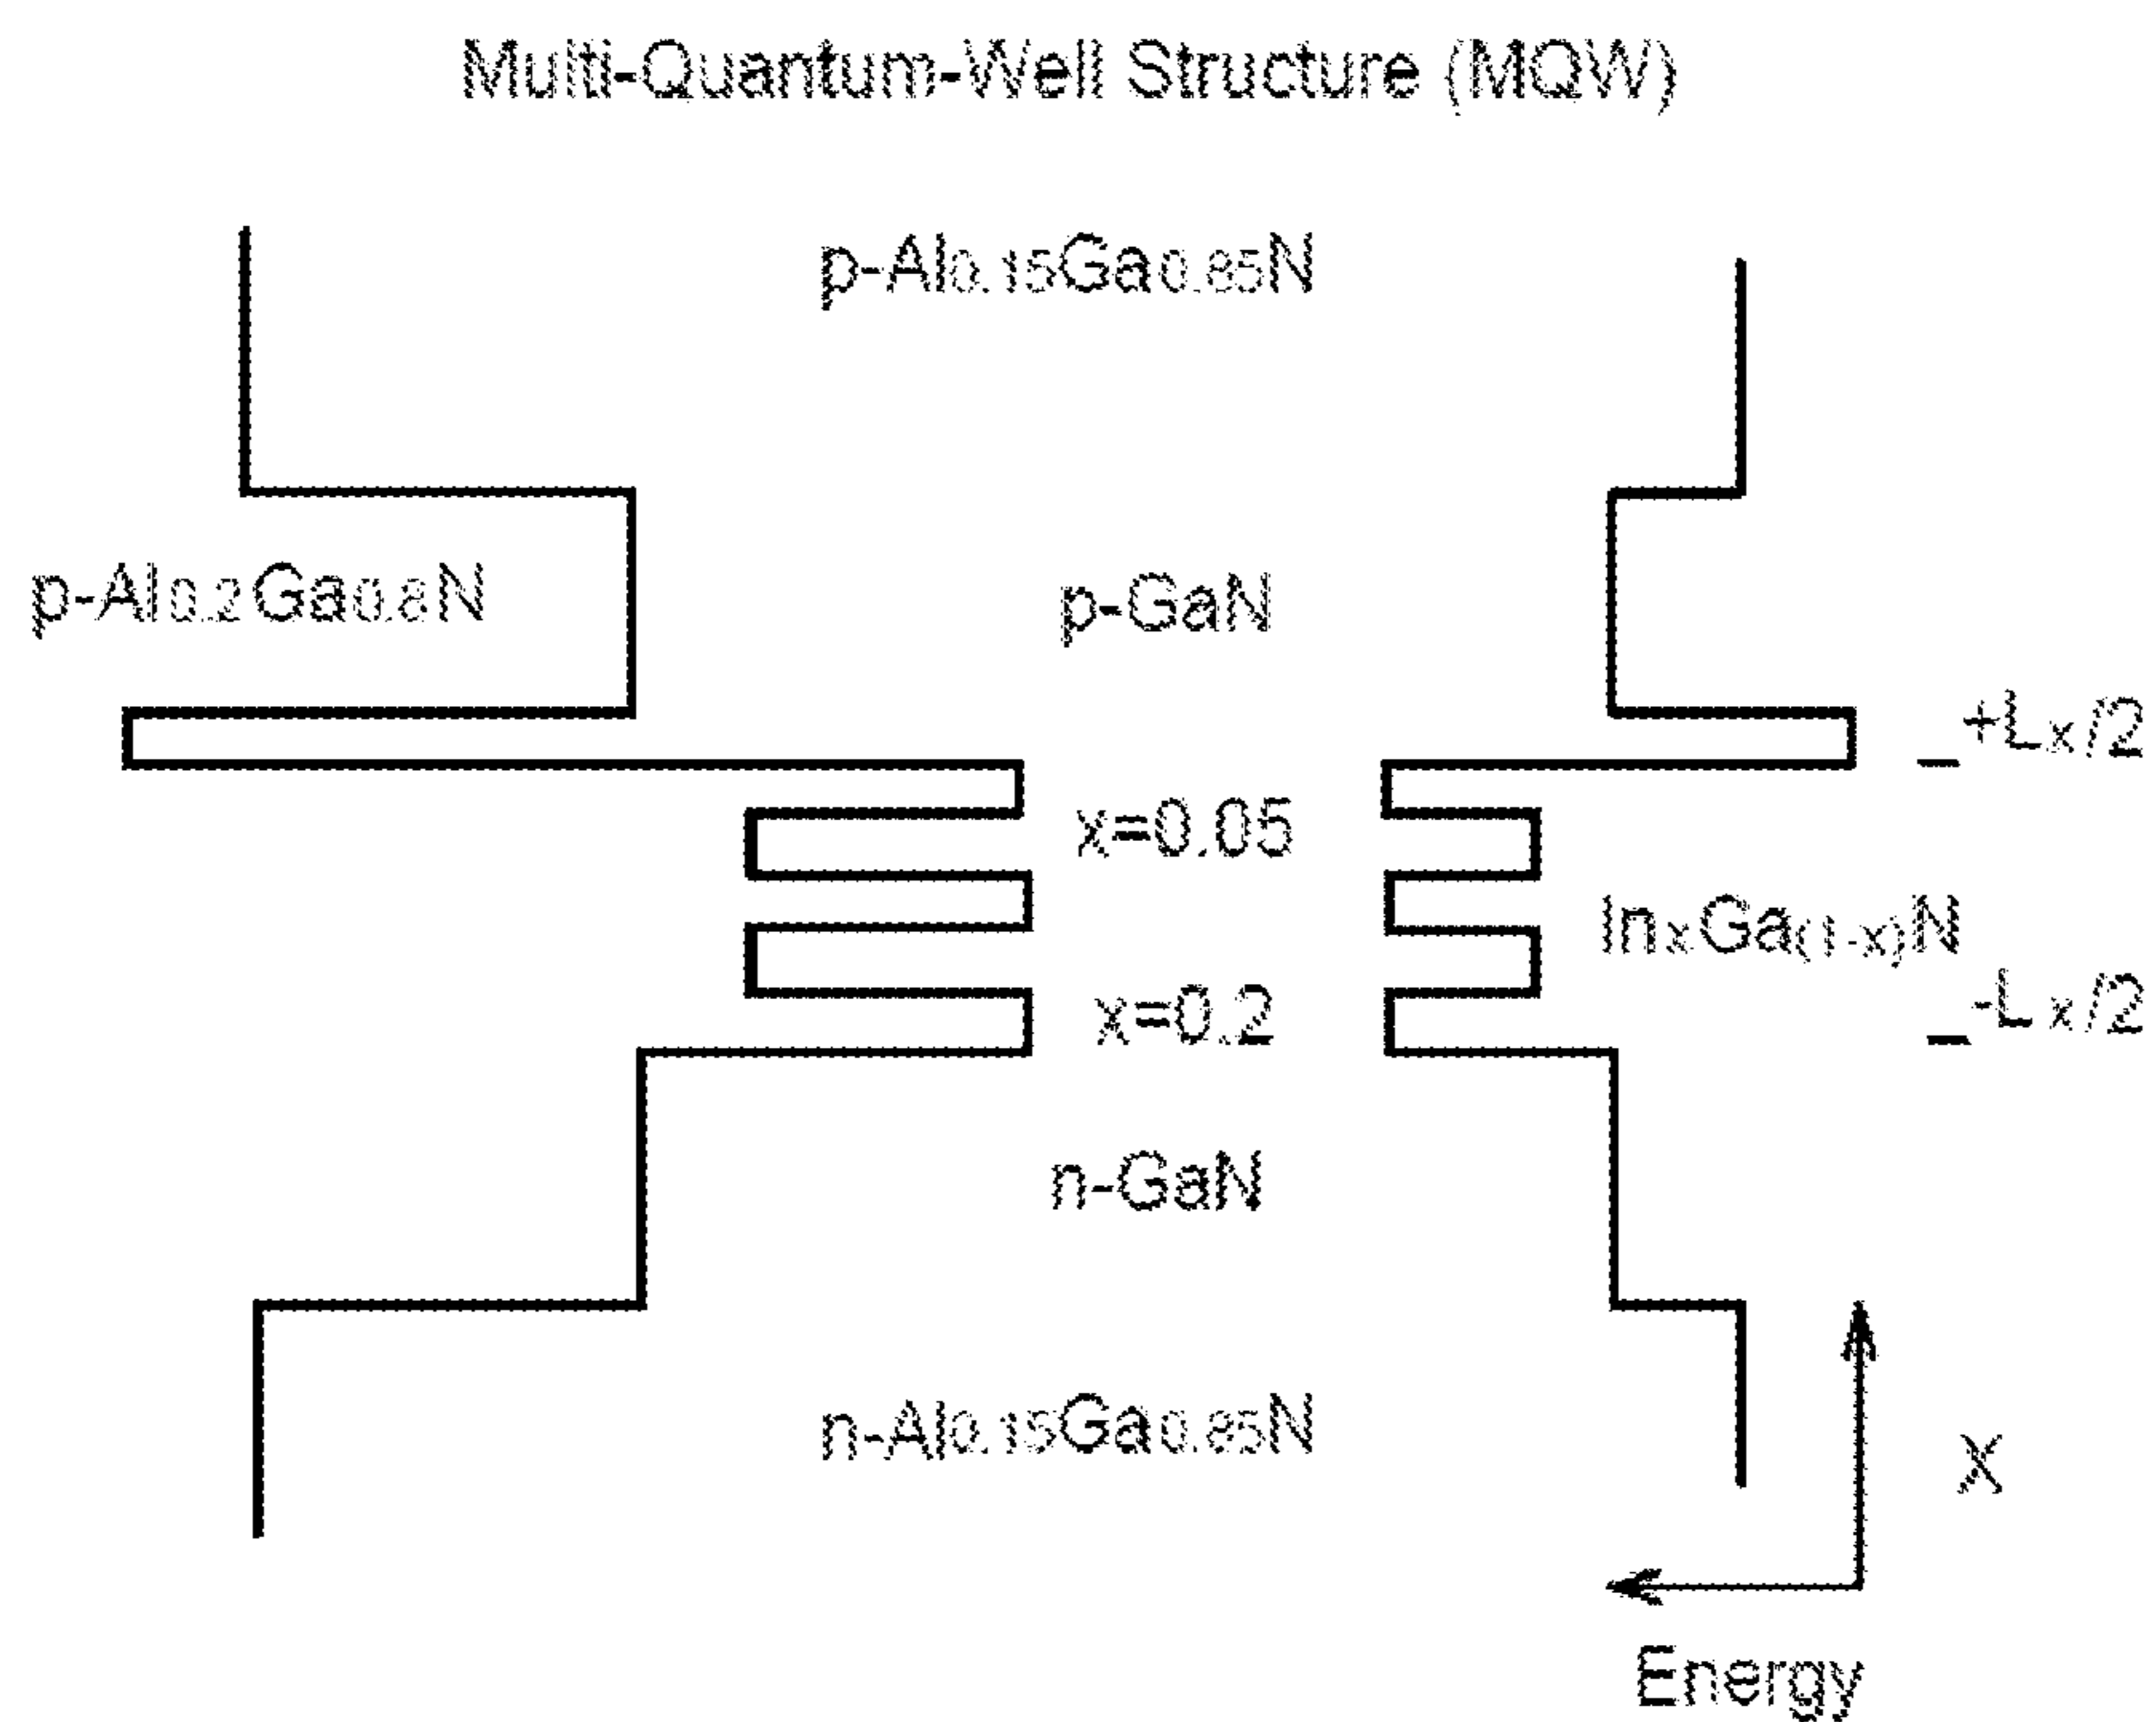 Multi-Quantum-Well Structure (MQW)
p-Al0.15Ga0.85N
p-Al0.2Ga0.8N
p-GaN
+Lx/2
x=0.05
InxGa(1-x)N
-Lx/2
x=0.2
n-GaN
n-Al0.15Ga0.85N
X
Energy